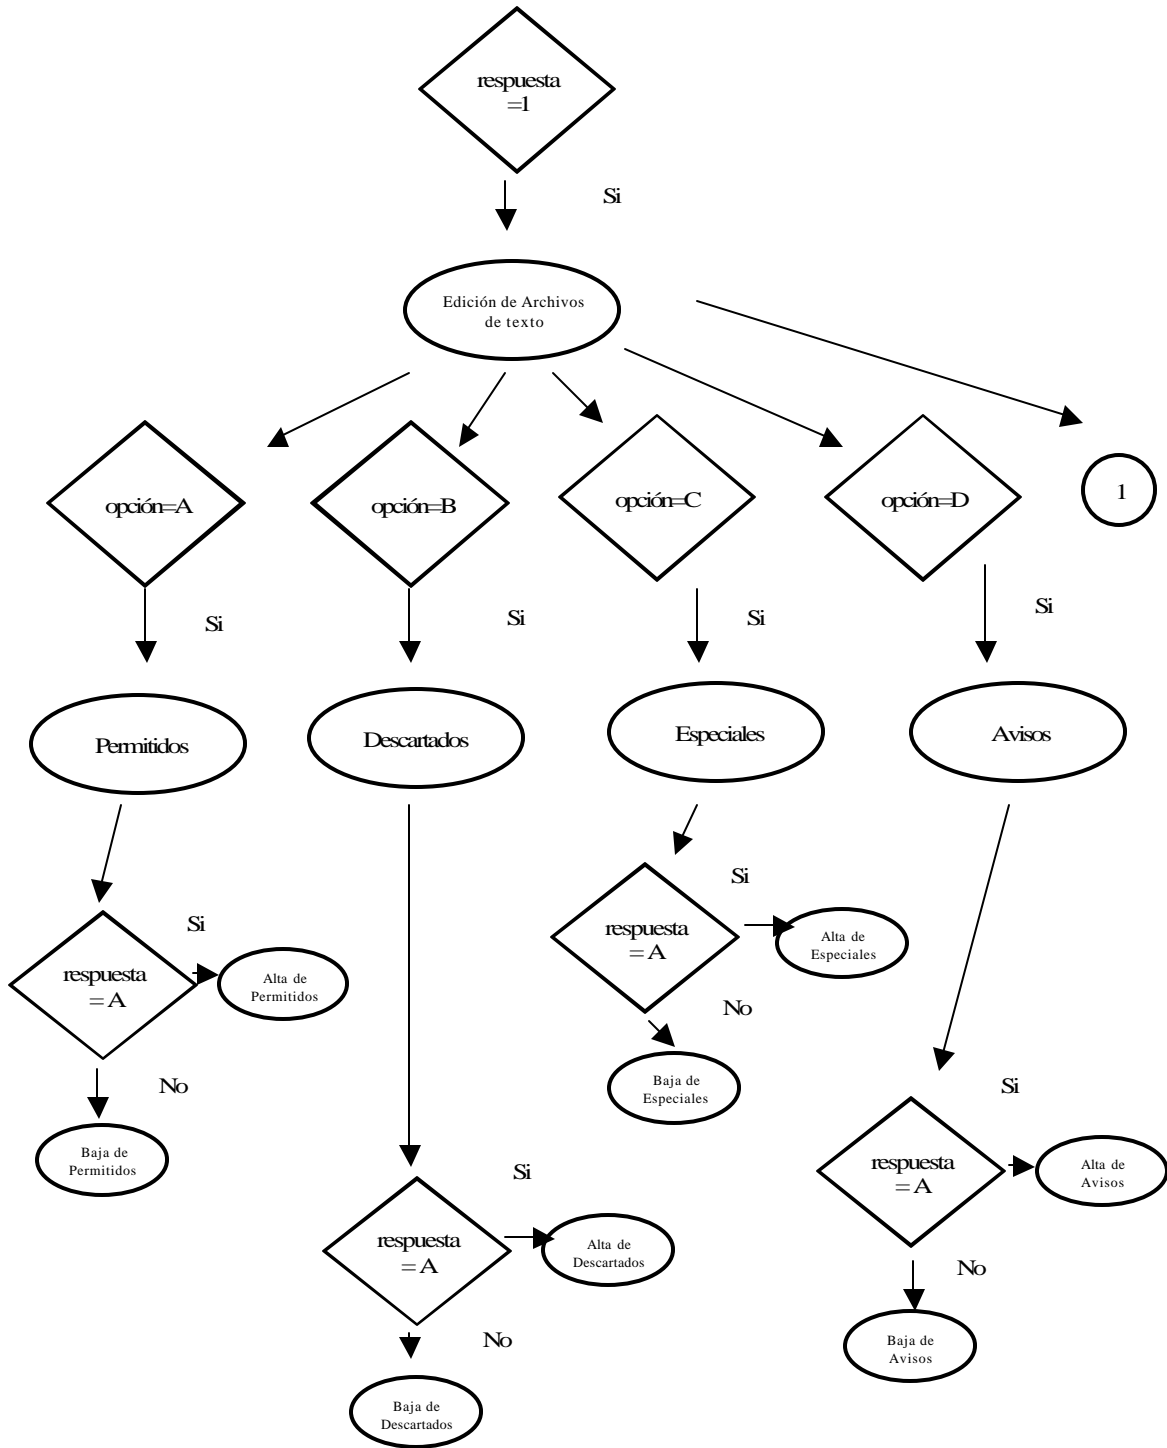 respuesta
=1
Si
Edición de Archivos
de texto
opción=A
opción=B
opción=C
opción=D
1
Si
Si
Si
Si
Permitidos
Descartados
Especiales
Avisos
Si
respuesta
= A
Alta de
Permitidos
No
Baja de
Permitidos
Si
respuesta
= A
Alta de
Especiales
No
Baja de
Especiales
Si
respuesta
= A
Alta de
Descartados
No
Baja de
Descartados
Si
respuesta
= A
Alta de
Avisos
No
Baja de
Avisos